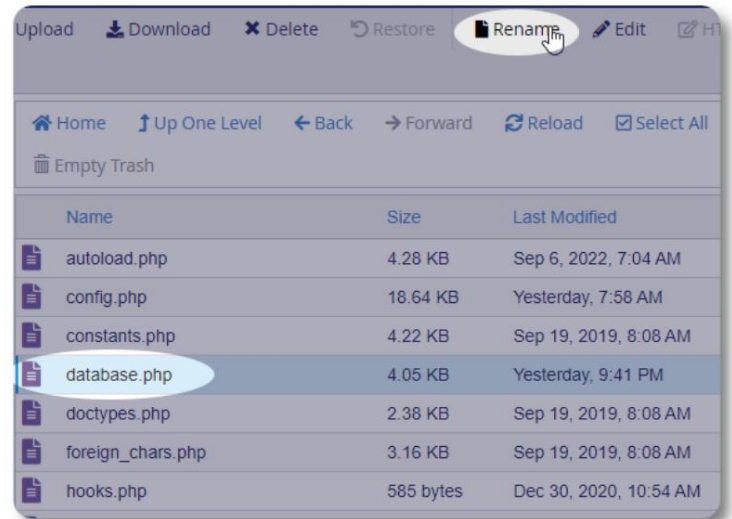 Upload Download Delete Restore Rename Edit HT
Home Up One Level Back Forward Reload Select All
Empty Trash
Name Size Last Modified
autoload.php 4.28 KB Sep 6, 2022, 7:04 AM
config.php 18.64 KB Yesterday, 7:58 AM
constants.php 4.22 KB Sep 19, 2019, 8:08 AM
database.php 4.05 KB Yesterday, 9:41 PM
doctypes.php 2.38 KB Sep 19, 2019, 8:08 AM
foreign_chars.php 3.16 KB Sep 19, 2019, 8:08 AM
hooks.php 585 bytes Dec 30, 2020, 10:54 AM